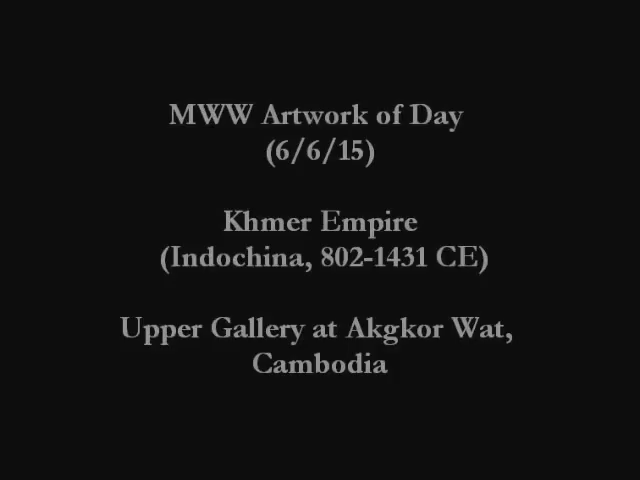 MWW Artwork of Day
(6/6/15)
Khmer Empire
(Indochina, 802-1431 CE)
Upper Gallery at Akgkor Wat,
Cambodia